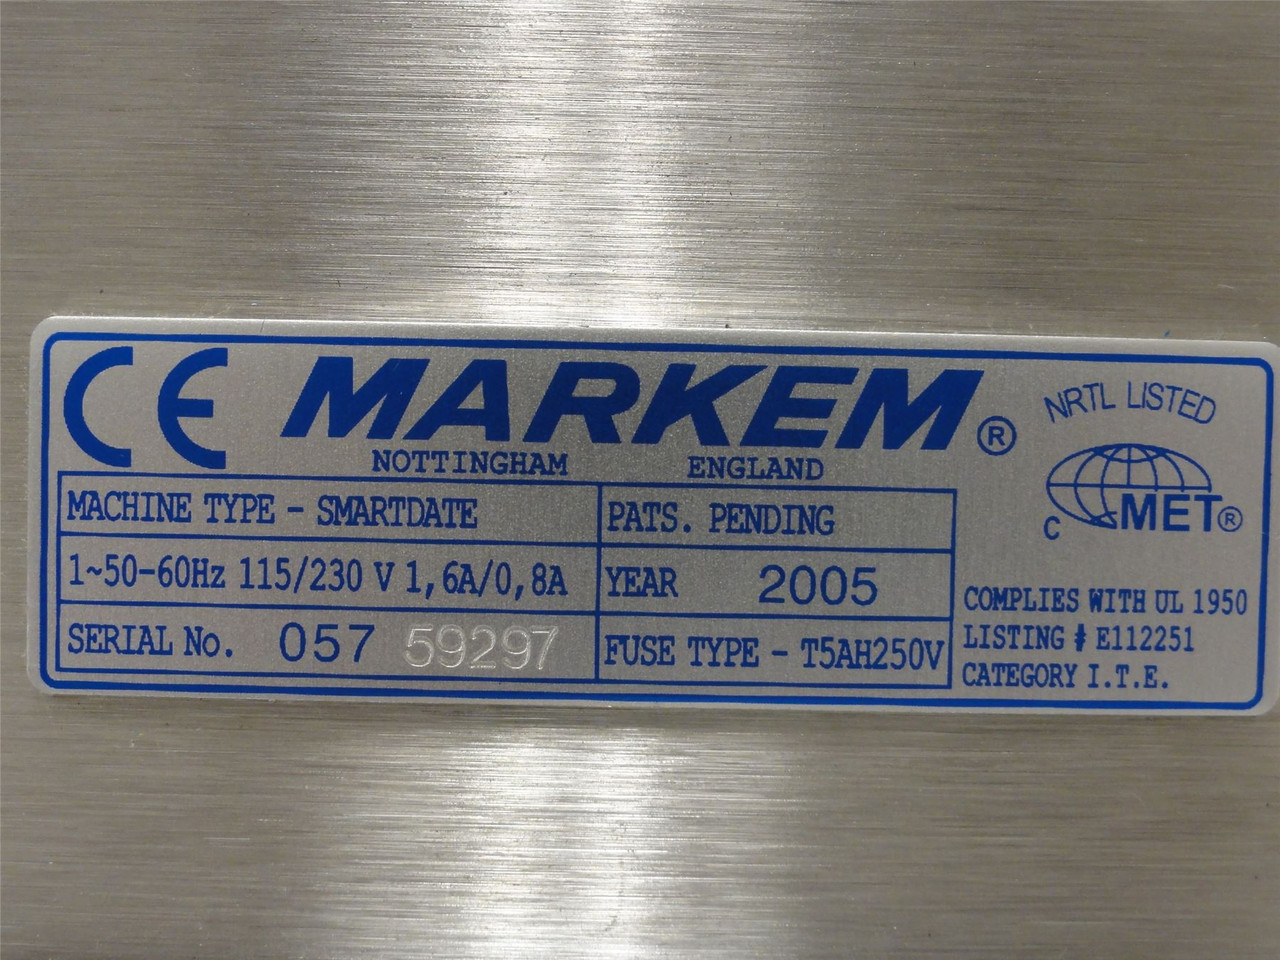 CE MARKEM®
NOTTINGHAM ENGLAND
NRTL LISTED
C MET®
MACHINE TYPE - SMARTDATE
PATS. PENDING
1~50-60Hz 115/230 V 1,6A/0,8A
YEAR 2005
SERIAL No. 057 59297
FUSE TYPE - T5AH250V
COMPLIES WITH UL 1950
LISTING # E112251
CATEGORY I.T.E.